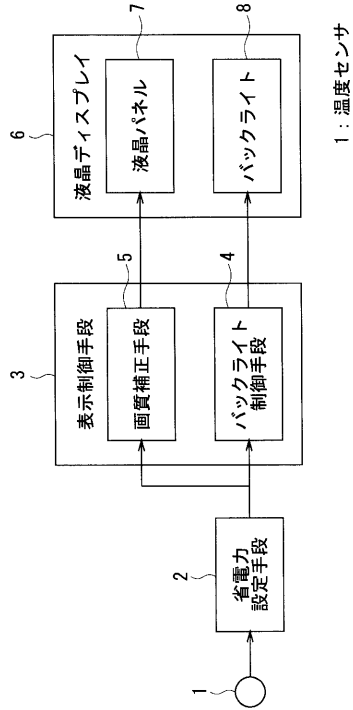 1
2
省電力
設定手段
3
表示制御手段
5
画質補正手段
4
バックライト
制御手段
6
液晶ディスプレイ
7
液晶パネル
8
バックライト
1：温度センサ